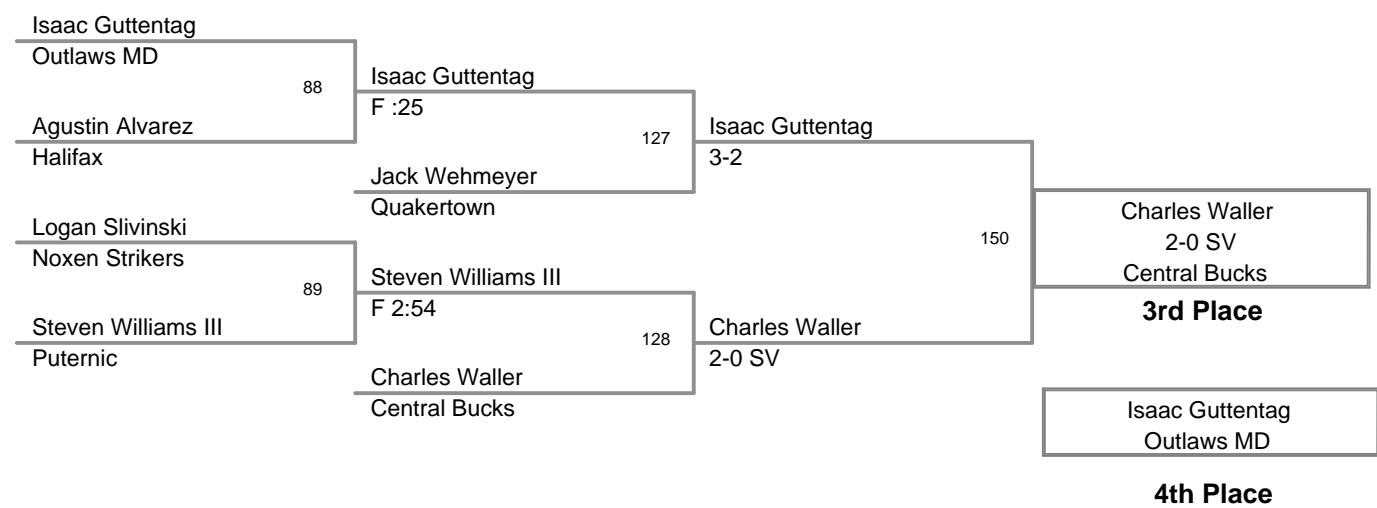 Isaac Guttentag
Outlaws MD
88
Agustin Alvarez
Halifax
Logan Slivinski
Noxen Strikers
89
Steven Williams III
Puternic
Isaac Guttentag
F :25
127
Jack Wehmeyer
Quakertown
Steven Williams III
F 2:54
128
Charles Waller
Central Bucks
Isaac Guttentag
3-2
150
Charles Waller
2-0 SV
Charles Waller
2-0 SV
Central Bucks
3rd Place
Isaac Guttentag
Outlaws MD
4th Place